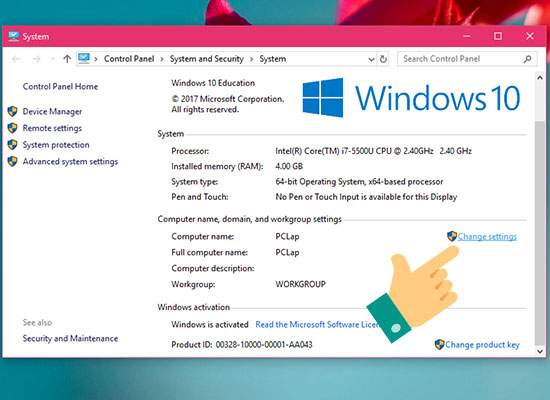 System
Control Panel > System and Security > System
Search Control Panel
Control Panel Home
Device Manager
Remote settings
System protection
Advanced system settings
See also
Security and Maintenance
Windows 10 Education
© 2017 Microsoft Corporation.
All rights reserved.
Windows 10
System
Processor: Intel(R) Core(TM) i7-5500U CPU @ 2.40GHz 2.40 GHz
Installed memory (RAM): 4.00 GB
System type: 64-bit Operating System, x64-based processor
Pen and Touch: No Pen or Touch Input is available for this Display
Computer name, domain, and workgroup settings
Computer name: PCLap Change settings
Full computer name: PCLap
Computer description:
Workgroup: WORKGROUP
Windows activation
Windows is activated Read the Microsoft Software
Product ID: 00328-10000-00001-AA043 Change product key